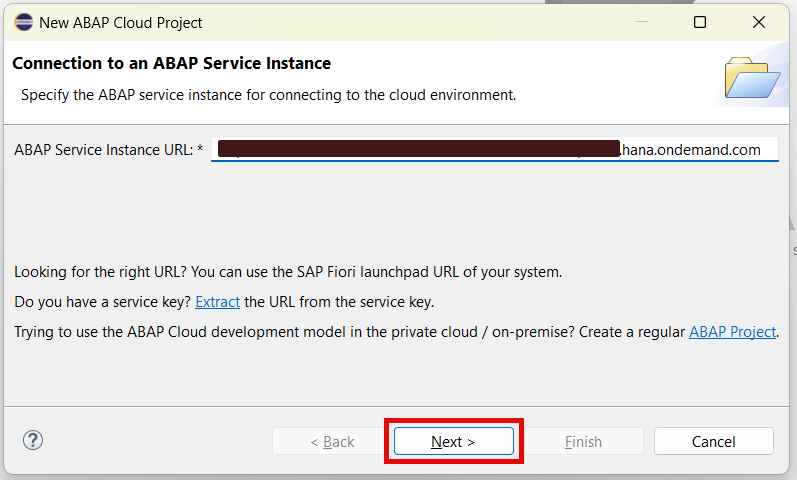 New ABAP Cloud Project
Connection to an ABAP Service Instance
Specify the ABAP service instance for connecting to the cloud environment.
ABAP Service Instance URL: * .hana.ondemand.com
Looking for the right URL? You can use the SAP Fiori launchpad URL of your system.
Do you have a service key? Extract the URL from the service key.
Trying to use the ABAP Cloud development model in the private cloud / on-premise? Create a regular ABAP Project.
? < Back Next > Finish Cancel